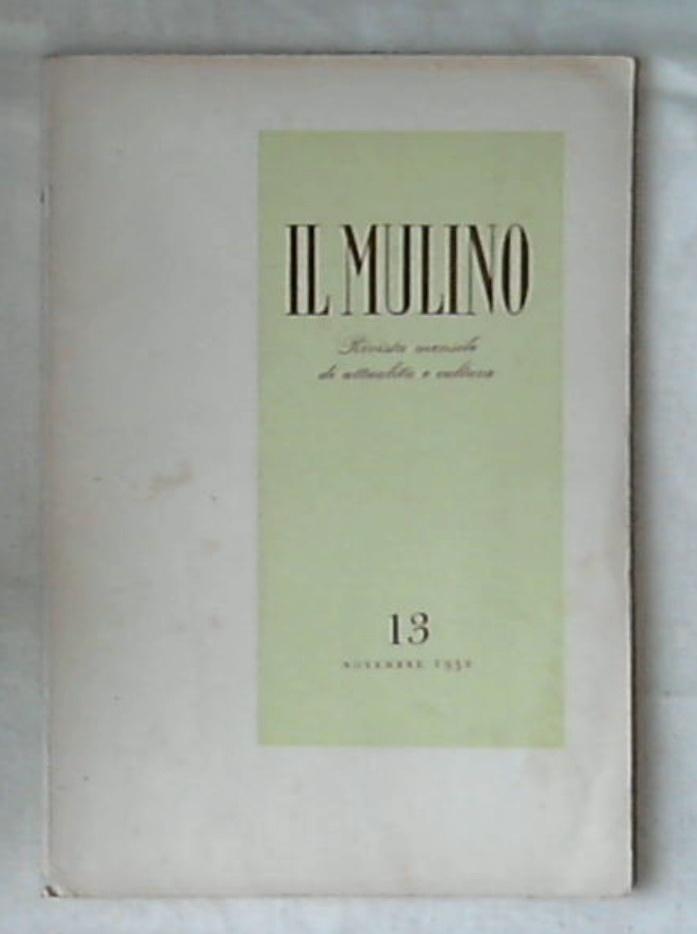 IL MULINO
Rivista mensile
di attualità e cultura
13
NOVEMBRE 1952